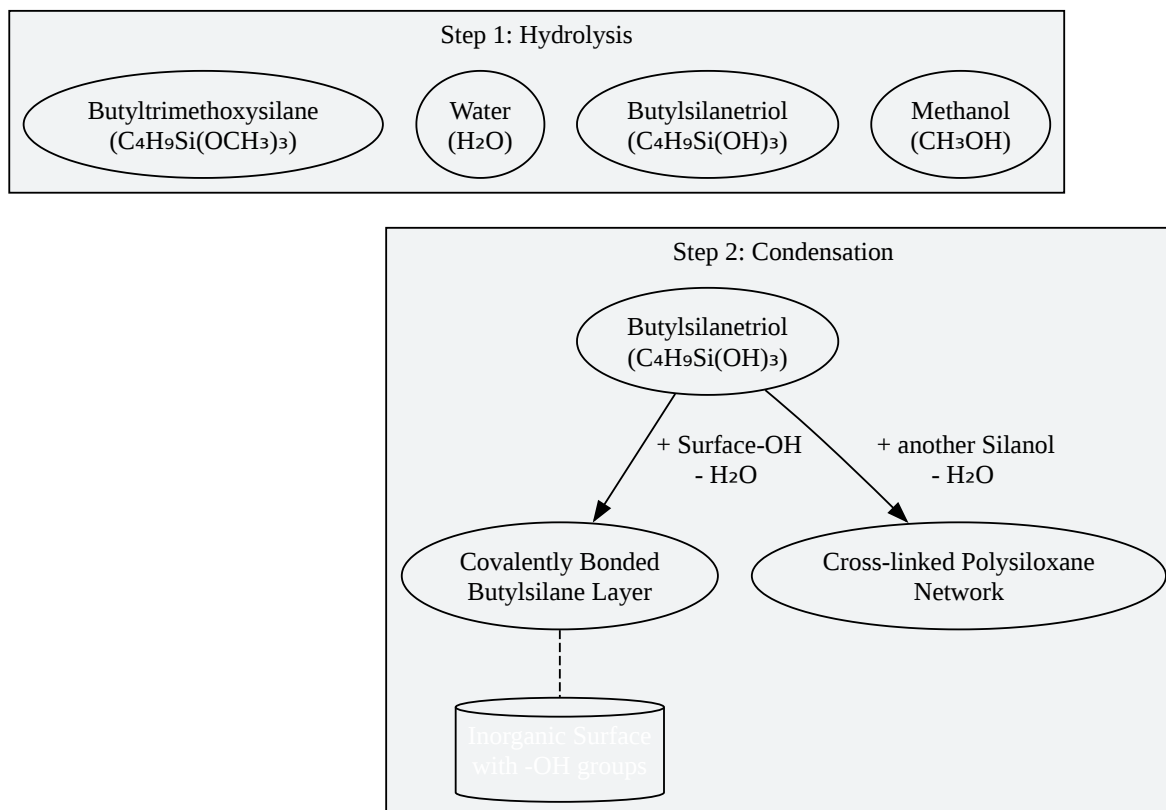 Step 1: Hydrolysis
Butyltrimethoxysilane
(C₄H₉Si(OCH₃)₃)
Water
(H₂O)
Butylsilanetriol
(C₄H₉Si(OH)₃)
Methanol
(CH₃OH)
Step 2: Condensation
Butylsilanetriol
(C₄H₉Si(OH)₃)
+ Surface-OH
- H₂O
+ another Silanol
- H₂O
Covalently Bonded
Butylsilane Layer
Cross-linked Polysiloxane
Network
Inorganic Surface
with -OH groups